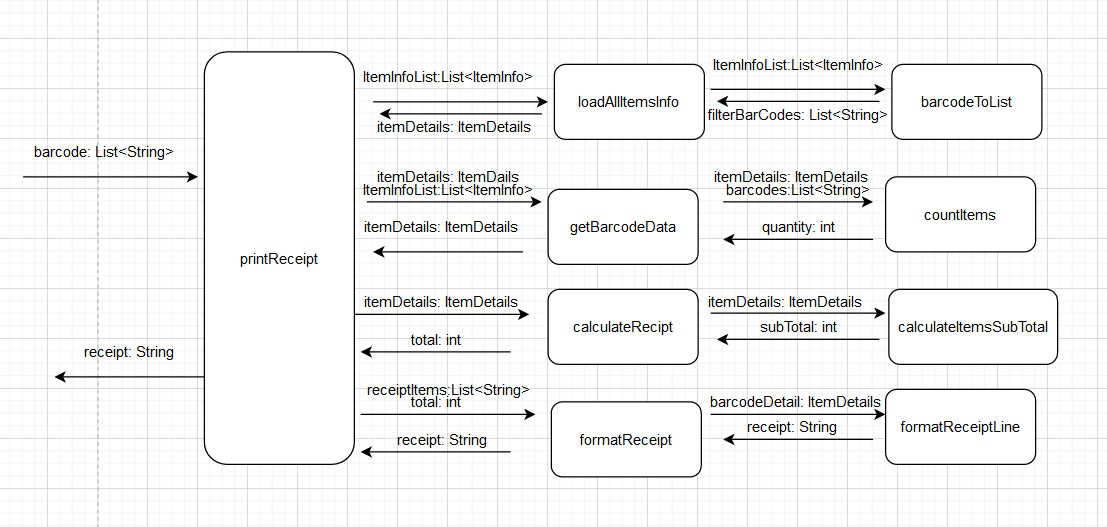 ItemInfoList:List<ItemInfo>
ItemInfoList:List<ItemInfo>
loadAllItemsInfo
barcodeToList
filterBarCodes: List<String>
itemDetails: ItemDetails
barcode: List<String>
itemDetails: ItemDails
ItemInfoList:List<ItemInfo>
itemDetails: ItemDetails
barcodes:List<String>
countItems
itemDetails: ItemDetails
getBarcodeData
quantity: int
printReceipt
itemDetails: ItemDetails
itemDetails: ItemDetails
calculateRecipt
subTotal: int
calculateItemsSubTotal
total: int
receipt: String
receiptItems:List<String>
total: int
barcodeDetail: ItemDetails
receipt: String
formatReceiptLine
receipt: String
formatReceipt